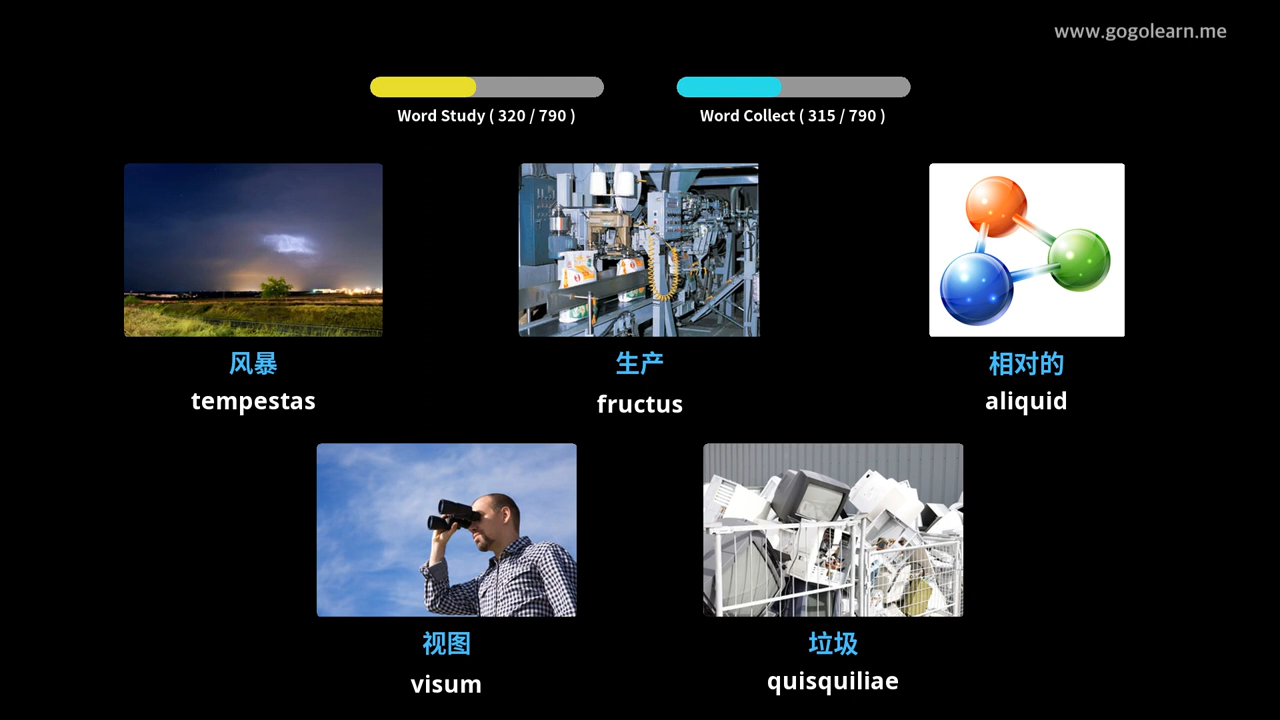 www.gogolearn.me
Word Study ( 320 / 790 )
Word Collect ( 315 / 790 )
风暴
tempestas
生产
fructus
相对的
aliquid
视图
visum
垃圾
quisquiliae